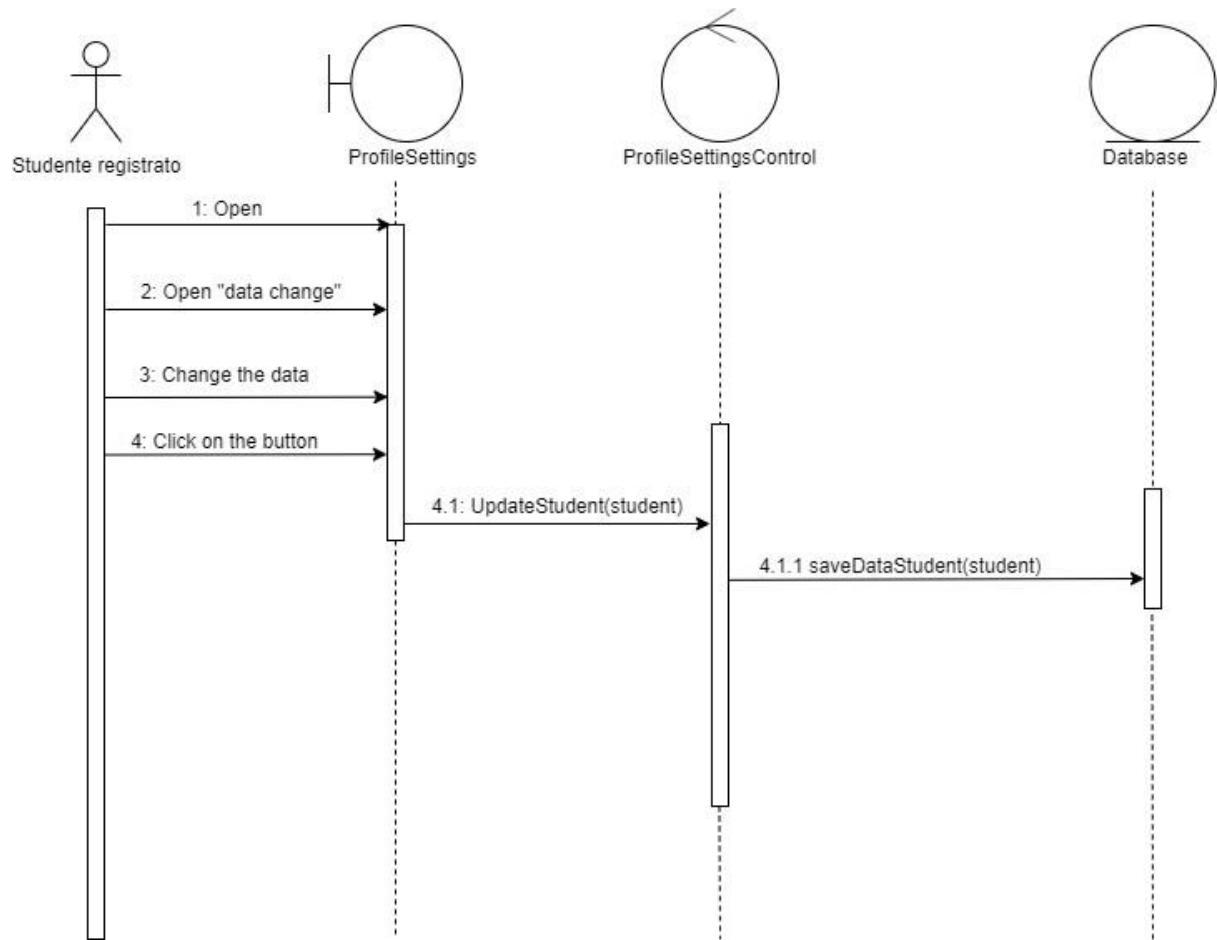 Studente registrato
ProfileSettings
ProfileSettingsControl
Database
1: Open
2: Open "data change"
3: Change the data
4: Click on the button
4.1: UpdateStudent(student)
4.1.1 saveDataStudent(student)